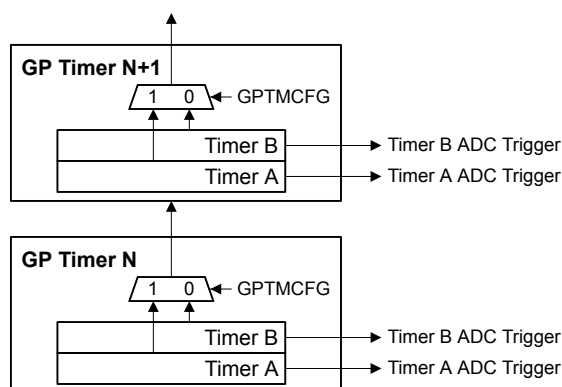 GP Timer N+1
1 0 GPTMCFG
Timer B Timer B ADC Trigger
Timer A Timer A ADC Trigger
GP Timer N
1 0 GPTMCFG
Timer B Timer B ADC Trigger
Timer A Timer A ADC Trigger